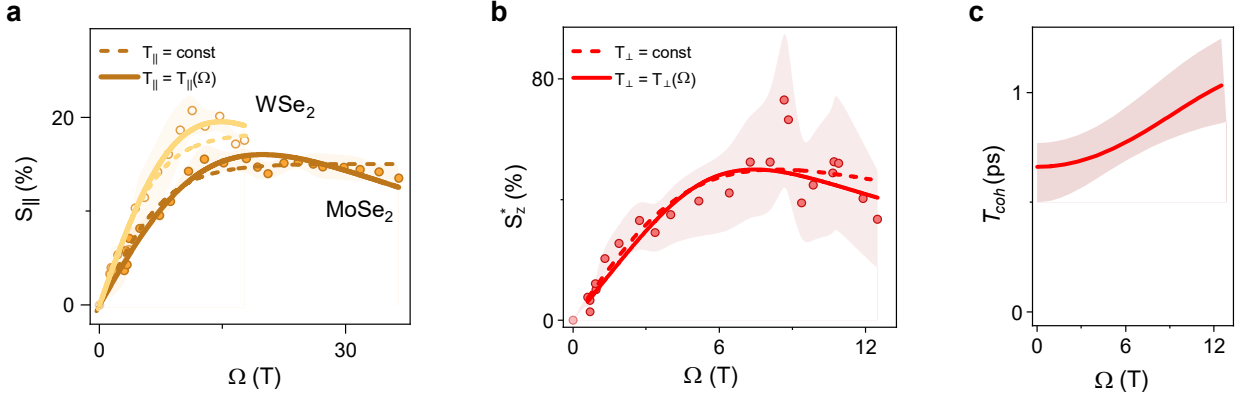 a
S∥ (%)
20
0
T∥ = const
T∥ = T∥(Ω)
WSe₂
MoSe₂
0 30
Ω (T)
b
S*z (%)
80
0
T⊥ = const
T⊥ = T⊥(Ω)
0 6 12
Ω (T)
c
Tcoh (ps)
1
0
0 6 12
Ω (T)